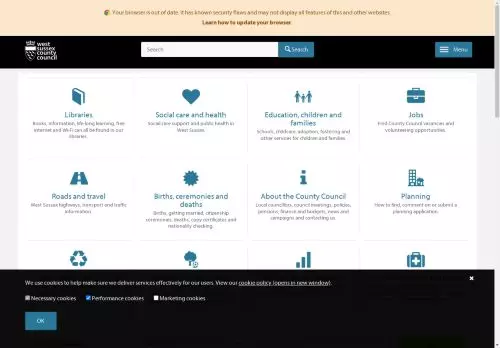 Your browser is out of date. It has known security flaws and may not display all features of this and other websites.
Learn how to update your browser
west
sussex
county
council
Search
Search
Menu
Libraries
Books, information, life-long learning, free
internet and Wi-Fi can all be found in our
libraries.
Social care and health
Social care support and public health in
West Sussex.
Education, children and
families
Schools, childcare, adoption, fostering and
other services for children and families.
Jobs
Find County Council vacancies and
volunteering opportunities.
Roads and travel
West Sussex highways, transport and traffic
information.
Births, ceremonies and
deaths
Births, getting married, citizenship
ceremonies, deaths, copy certificates and
nationality checking.
About the County Council
Local councillors, council meetings, policies,
pensions, finance and budgets, news and
campaigns and contacting us.
Planning
How to find, comment on or submit a
planning application.
We use cookies to help make sure we deliver services effectively for our users. View our cookie policy (opens in new window).
Necessary cookies
Performance cookies
Marketing cookies
OK